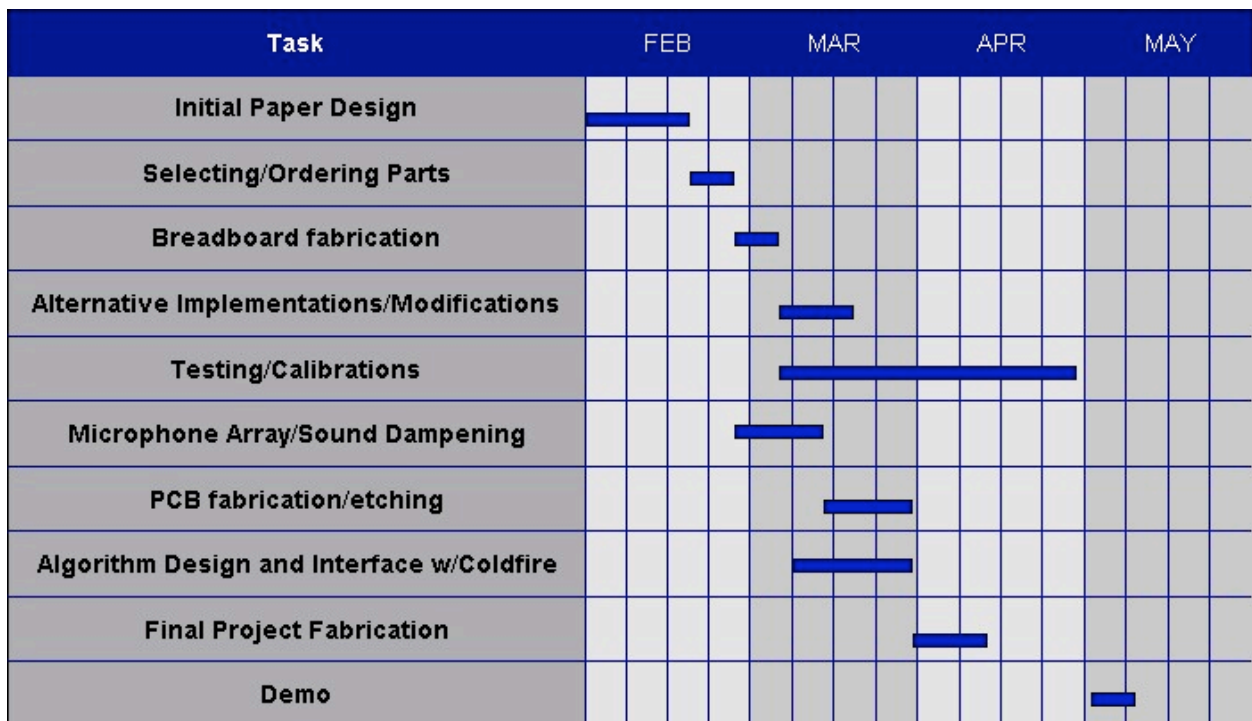 Task FEB MAR APR MAY
Initial Paper Design
Selecting/Ordering Parts
Breadboard fabrication
Alternative Implementations/Modifications
Testing/Calibrations
Microphone Array/Sound Dampening
PCB fabrication/etching
Algorithm Design and Interface w/Coldfire
Final Project Fabrication
Demo